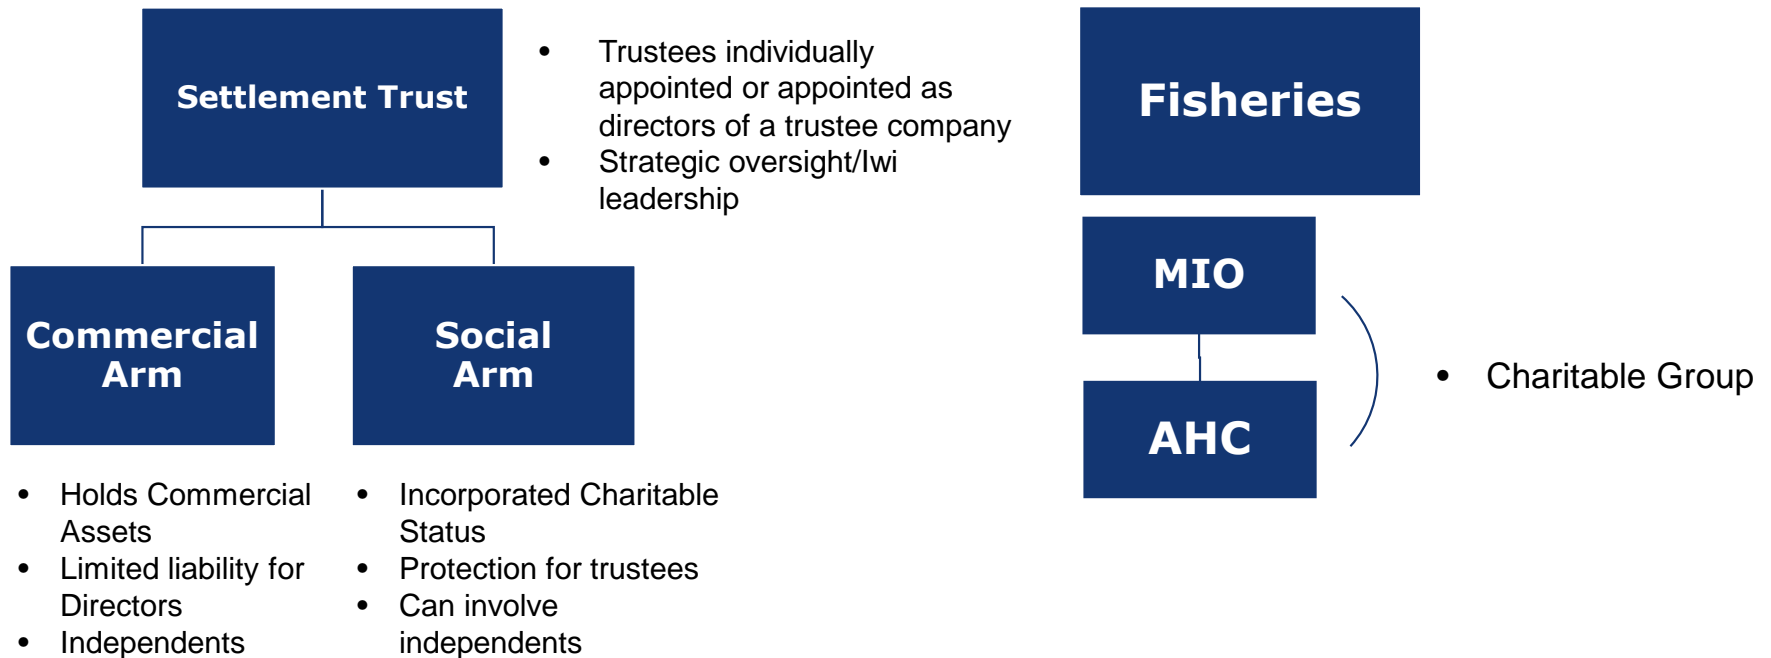 Settlement Trust
• Trustees individually
appointed or appointed as
directors of a trustee company
• Strategic oversight/Iwi
leadership
Commercial
Arm
Social
Arm
• Holds Commercial
Assets
• Limited liability for
Directors
• Independents
• Incorporated Charitable
Status
• Protection for trustees
• Can involve
independents
Fisheries
MIO
AHC
• Charitable Group